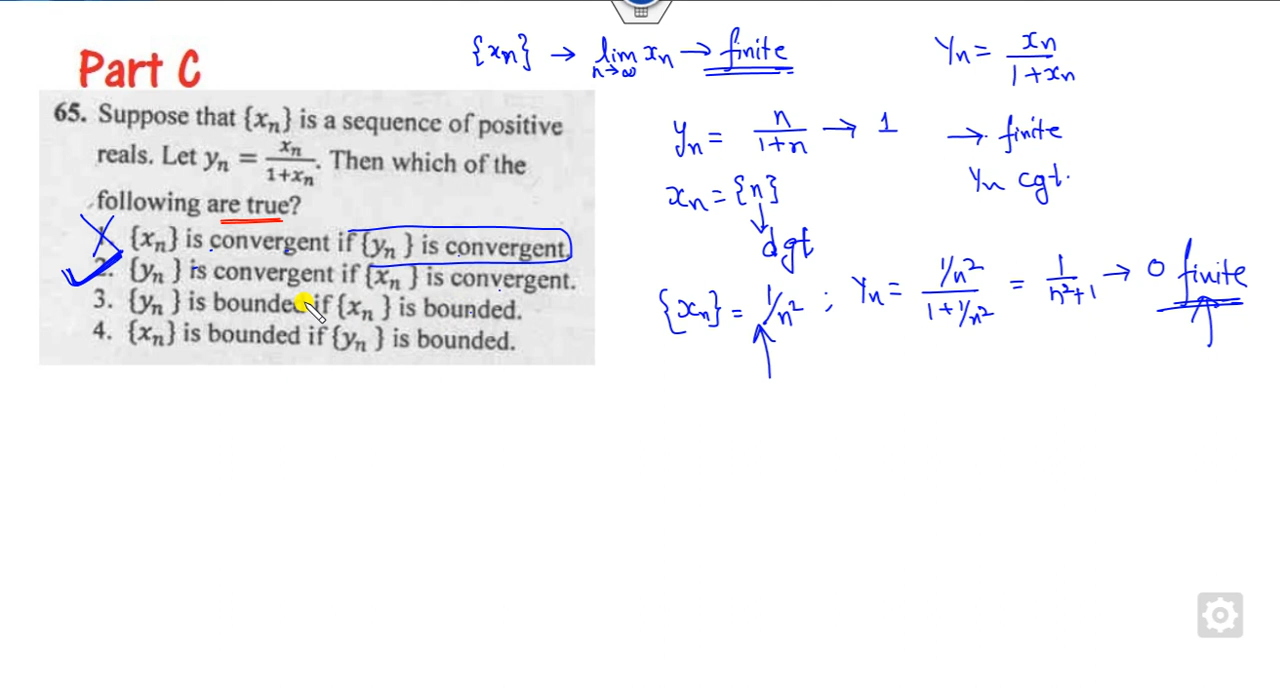 {xn} → lim n→∞ xn → finite
Yn = xn / 1+xn
Part C
65. Suppose that {xn} is a sequence of positive
reals. Let yn = xn / 1+xn. Then which of the
following are true?
1. {xn} is convergent if {yn} is convergent.
2. {yn} is convergent if {xn} is convergent.
3. {yn} is bounded if {xn} is bounded.
4. {xn} is bounded if {yn} is bounded.
yn = n / 1+n → 1
→ finite
xn = {n}
Yn cgt.
dgt
{xn} = 1/n² ; Yn = 1/n² / 1+1/n² = 1 / n²+1 → 0 finite